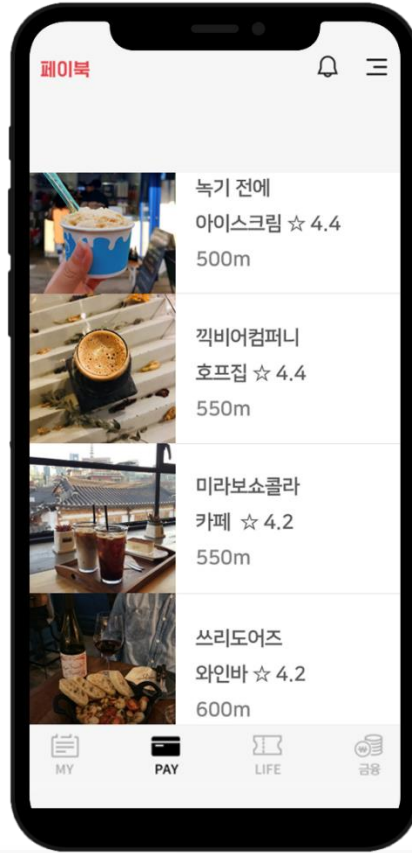 페이북
녹기 전에
아이스크림 ☆ 4.4
500m
끽비어컴퍼니
호프집 ☆ 4.4
550m
미라보쇼콜라
카페 ☆ 4.2
550m
쓰리도어즈
와인바 ☆ 4.2
600m
MY PAY LIFE 금융